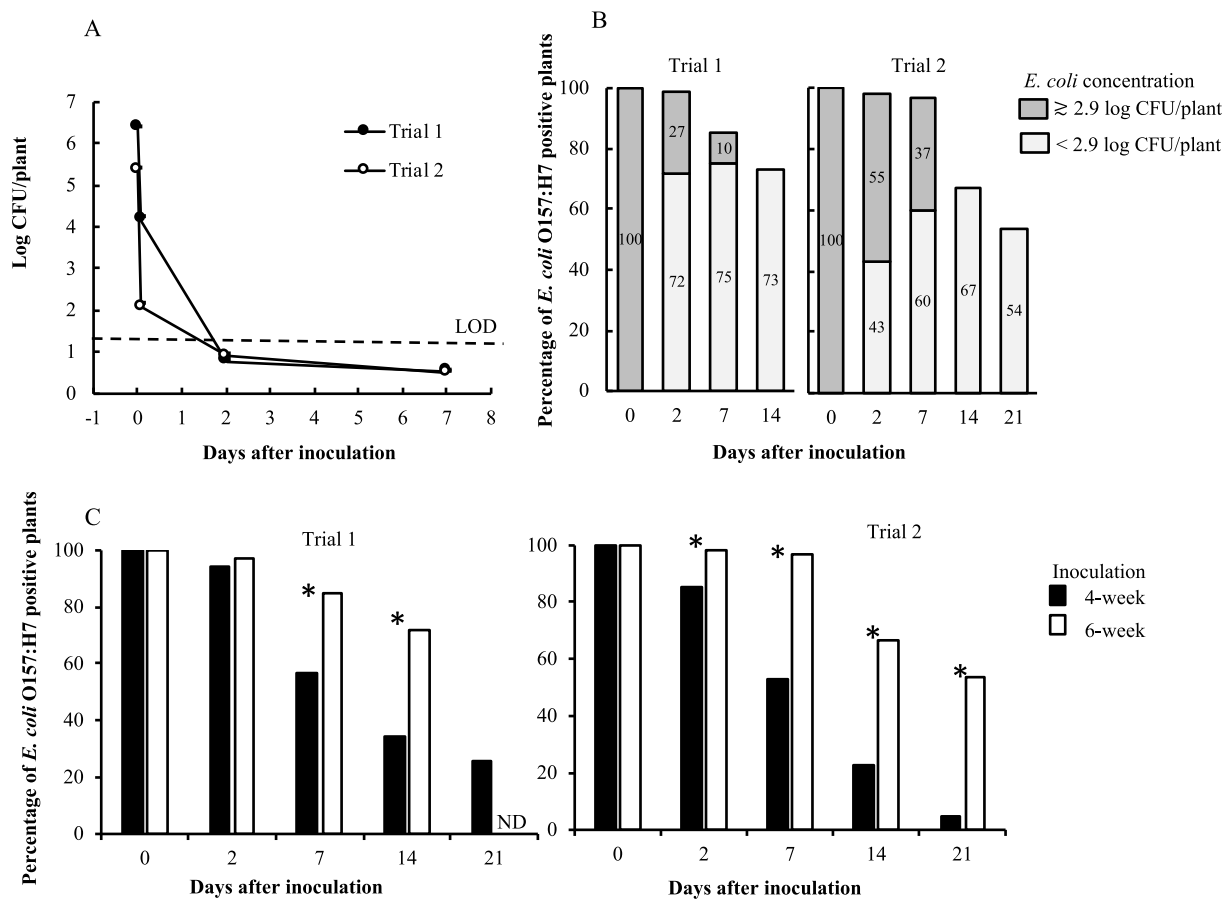 A
Log CFU/plant
7
6
5
4
3
2
1
0
-1 0 1 2 3 4 5 6 7 8
Days after inoculation
Trial 1
Trial 2
LOD
B
Trial 1
Trial 2
Percentage of E. coli O157:H7 positive plants
100
80
60
40
20
0
100
72
27
75
10
73
0 2 7 14
100
43
55
60
37
67
54
0 2 7 14 21
Days after inoculation
E. coli concentration
≳ 2.9 log CFU/plant
< 2.9 log CFU/plant
C
Trial 1
Percentage of E. coli O157:H7 positive plants
100
80
60
40
20
0
*
*
ND
0 2 7 14 21
Days after inoculation
Trial 2
100
80
60
40
20
0
*
*
*
*
0 2 7 14 21
Days after inoculation
Inoculation
4-week
6-week